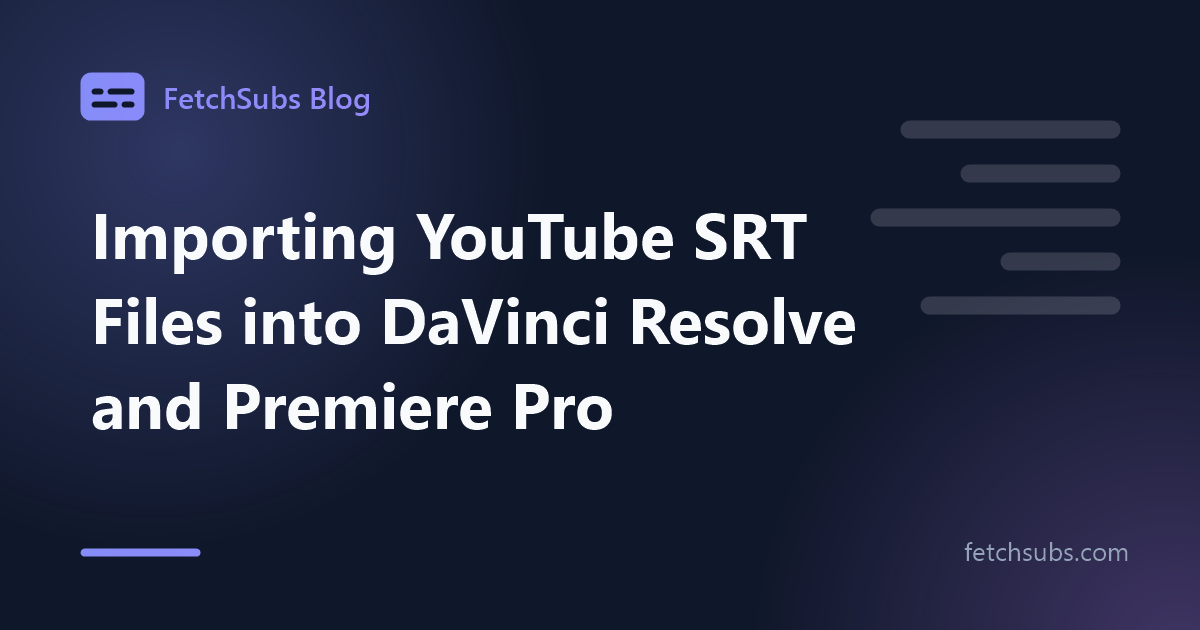 FetchSubs Blog
Importing YouTube SRT
Files into DaVinci Resolve
and Premiere Pro
fetchsubs.com